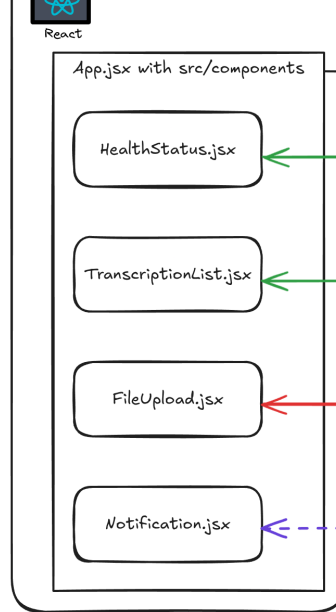 React
App.jsx with src/components
HealthStatus.jsx
TranscriptionList.jsx
FileUpload.jsx
Notification.jsx